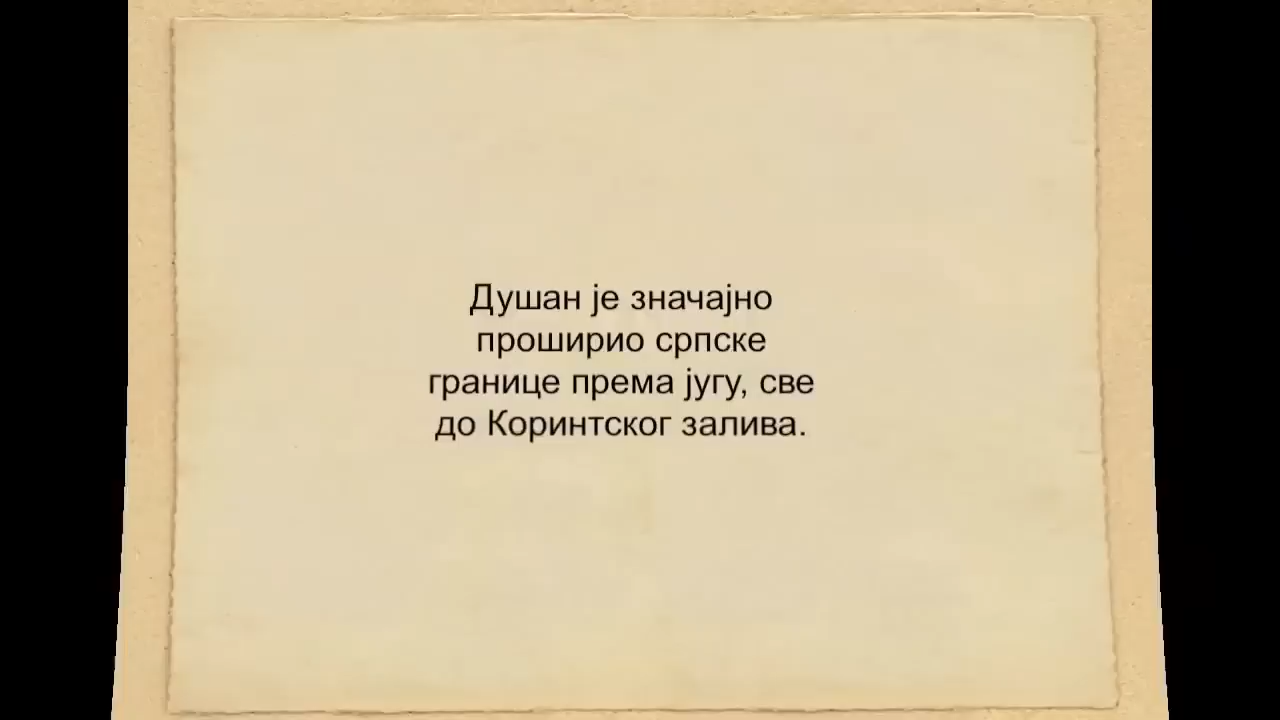 Душан је значајно
проширио српске
границе према југу, све
до Коринтског залива.